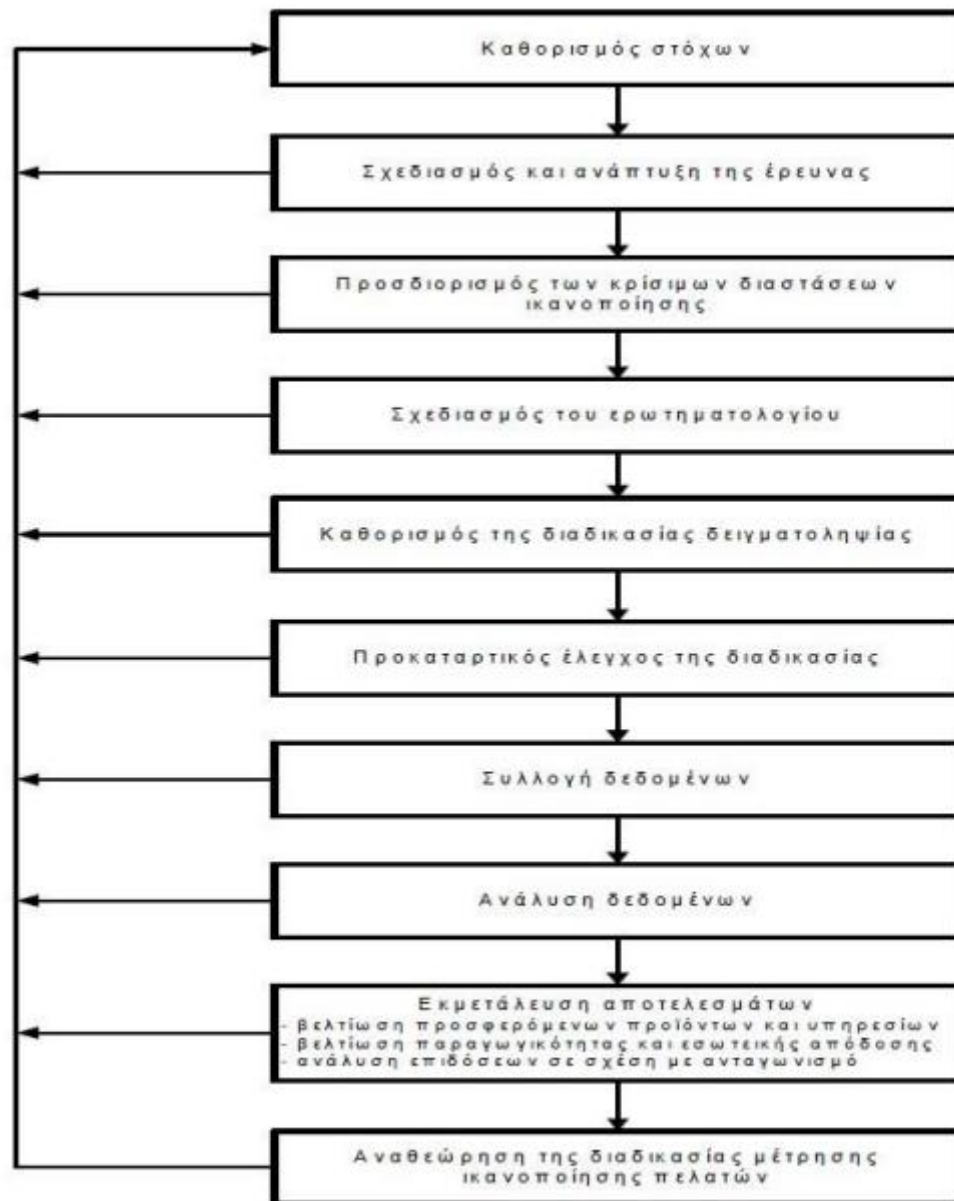 Καθορισμός στόχων
Σχεδιασμός και ανάπτυξη της έρευνας
Προσδιορισμός των κρίσιμων διαστάσεων
ικανοποίησης
Σχεδιασμός του ερωτηματολογίου
Καθορισμός της διαδικασίας δειγματοληψίας
Προκαταρτικός έλεγχος της διαδικασίας
Συλλογή δεδομένων
Ανάλυση δεδομένων
Εκμετάλευση αποτελεσμάτων
- βελτίωση προσφερόμενων προϊόντων και υπηρεσίων
- βελτίωση παραγωγικότητας και εσωτεικής απόδοσης
- ανάλυση επιδόσεων σε σχέση με ανταγωνισμό
Αναθεώρηση της διαδικασίας μέτρησης
ικανοποίησης πελατών